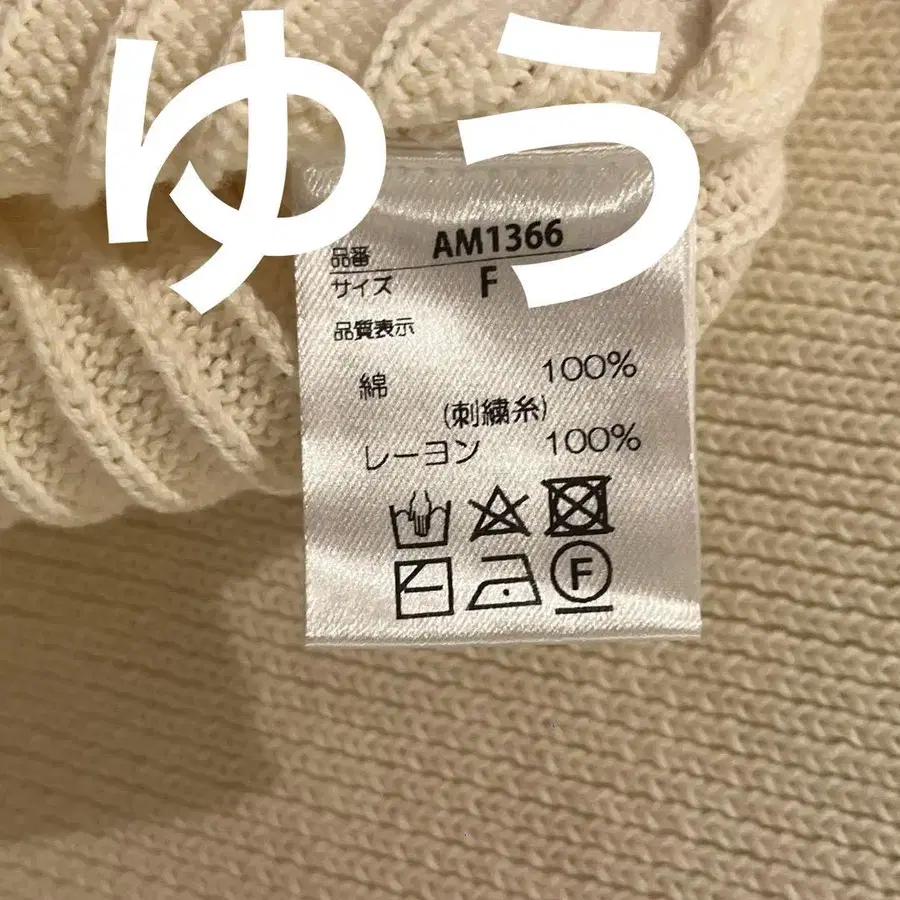 ゆう
品番 AM1366
サイズ F
品質表示
綿 100%
(刺繍糸)
レーヨン 100%
F